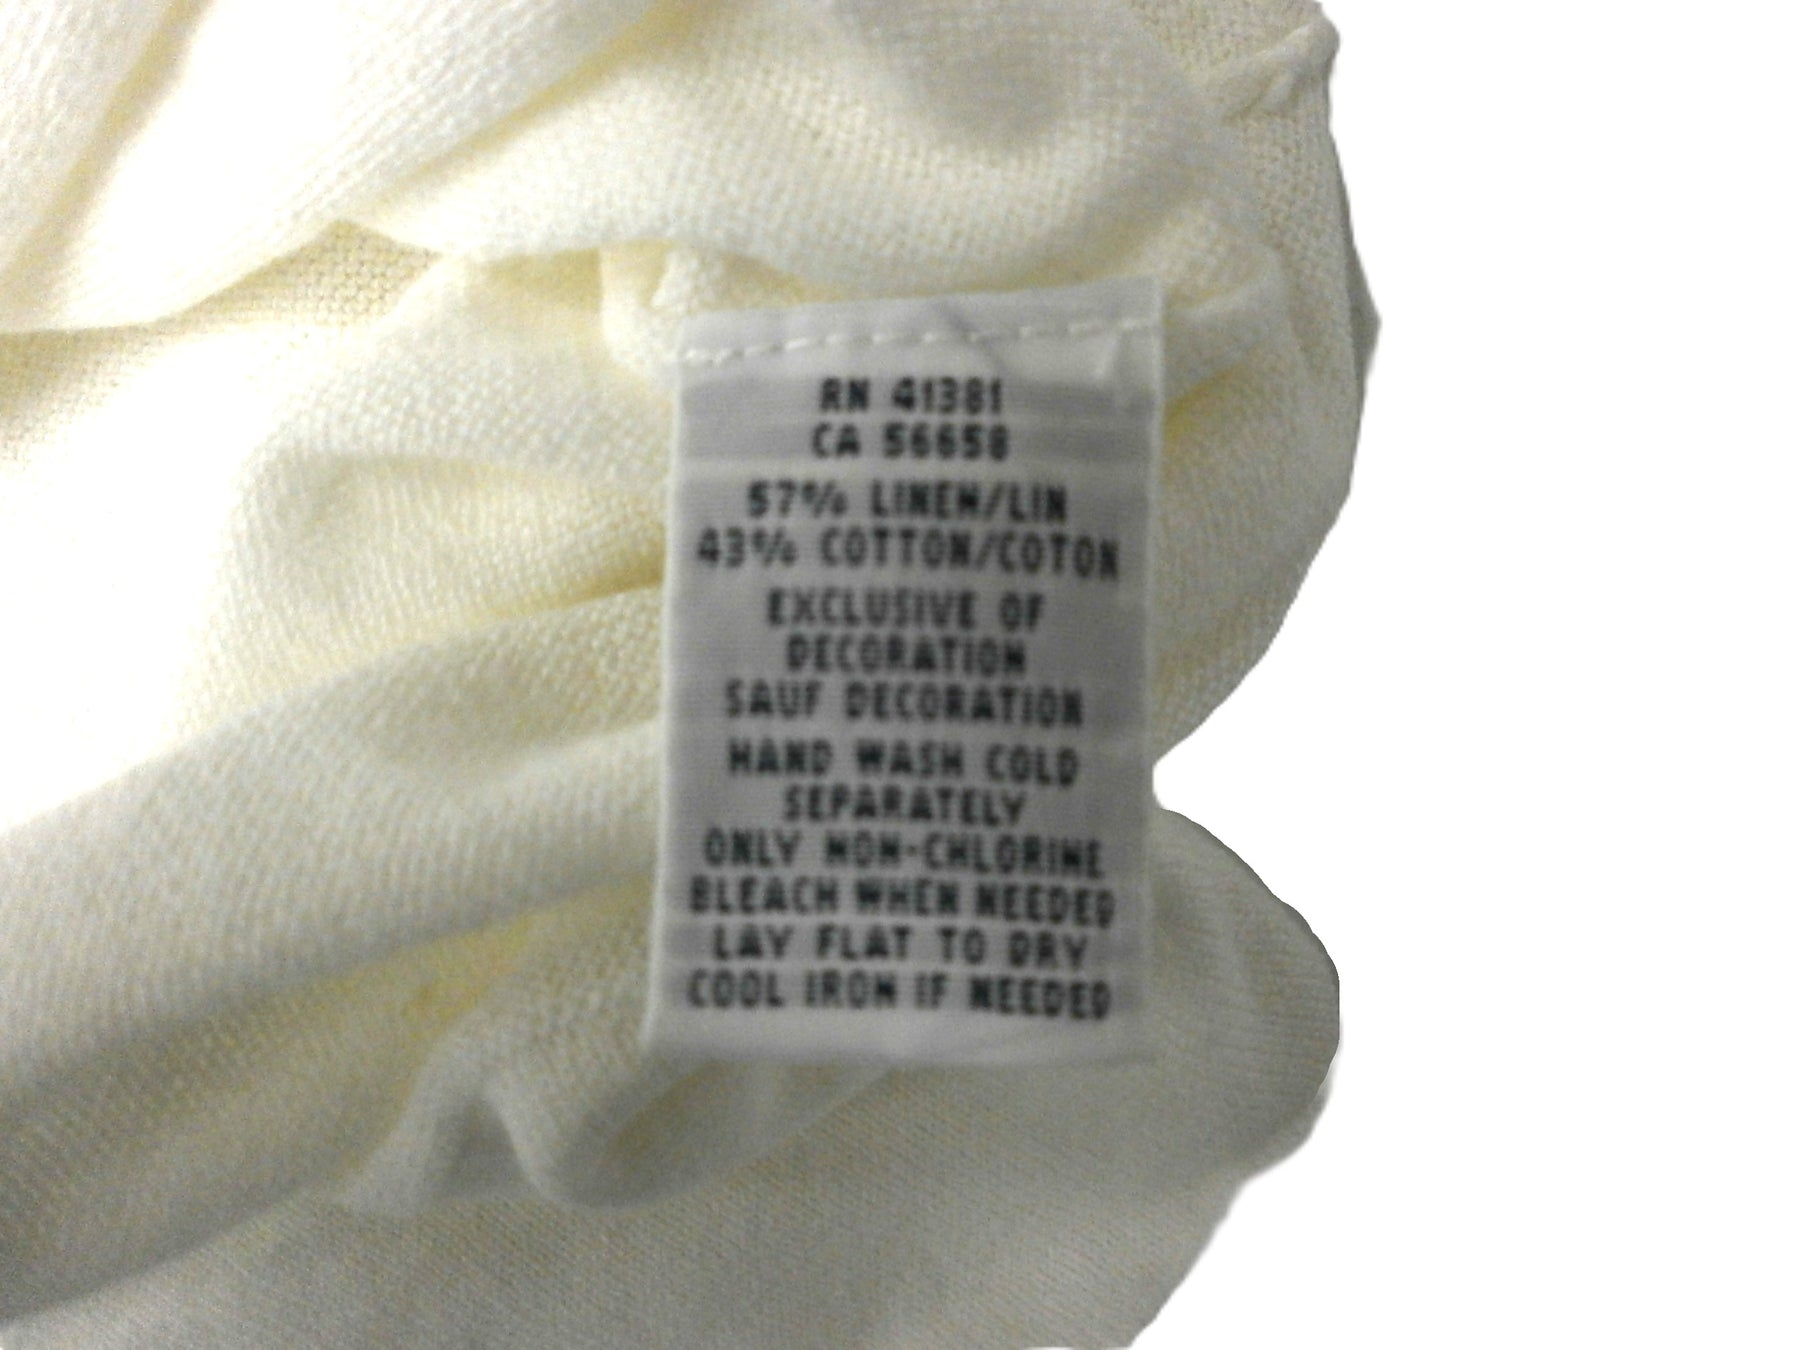 RN 41381
CA 56658
57% LINEN/LIN
43% COTTON/COTON
EXCLUSIVE OF
DECORATION
SAUF DECORATION
HAND WASH COLD
SEPARATELY
ONLY NON-CHLORINE
BLEACH WHEN NEEDED
LAY FLAT TO DRY
COOL IRON IF NEEDED